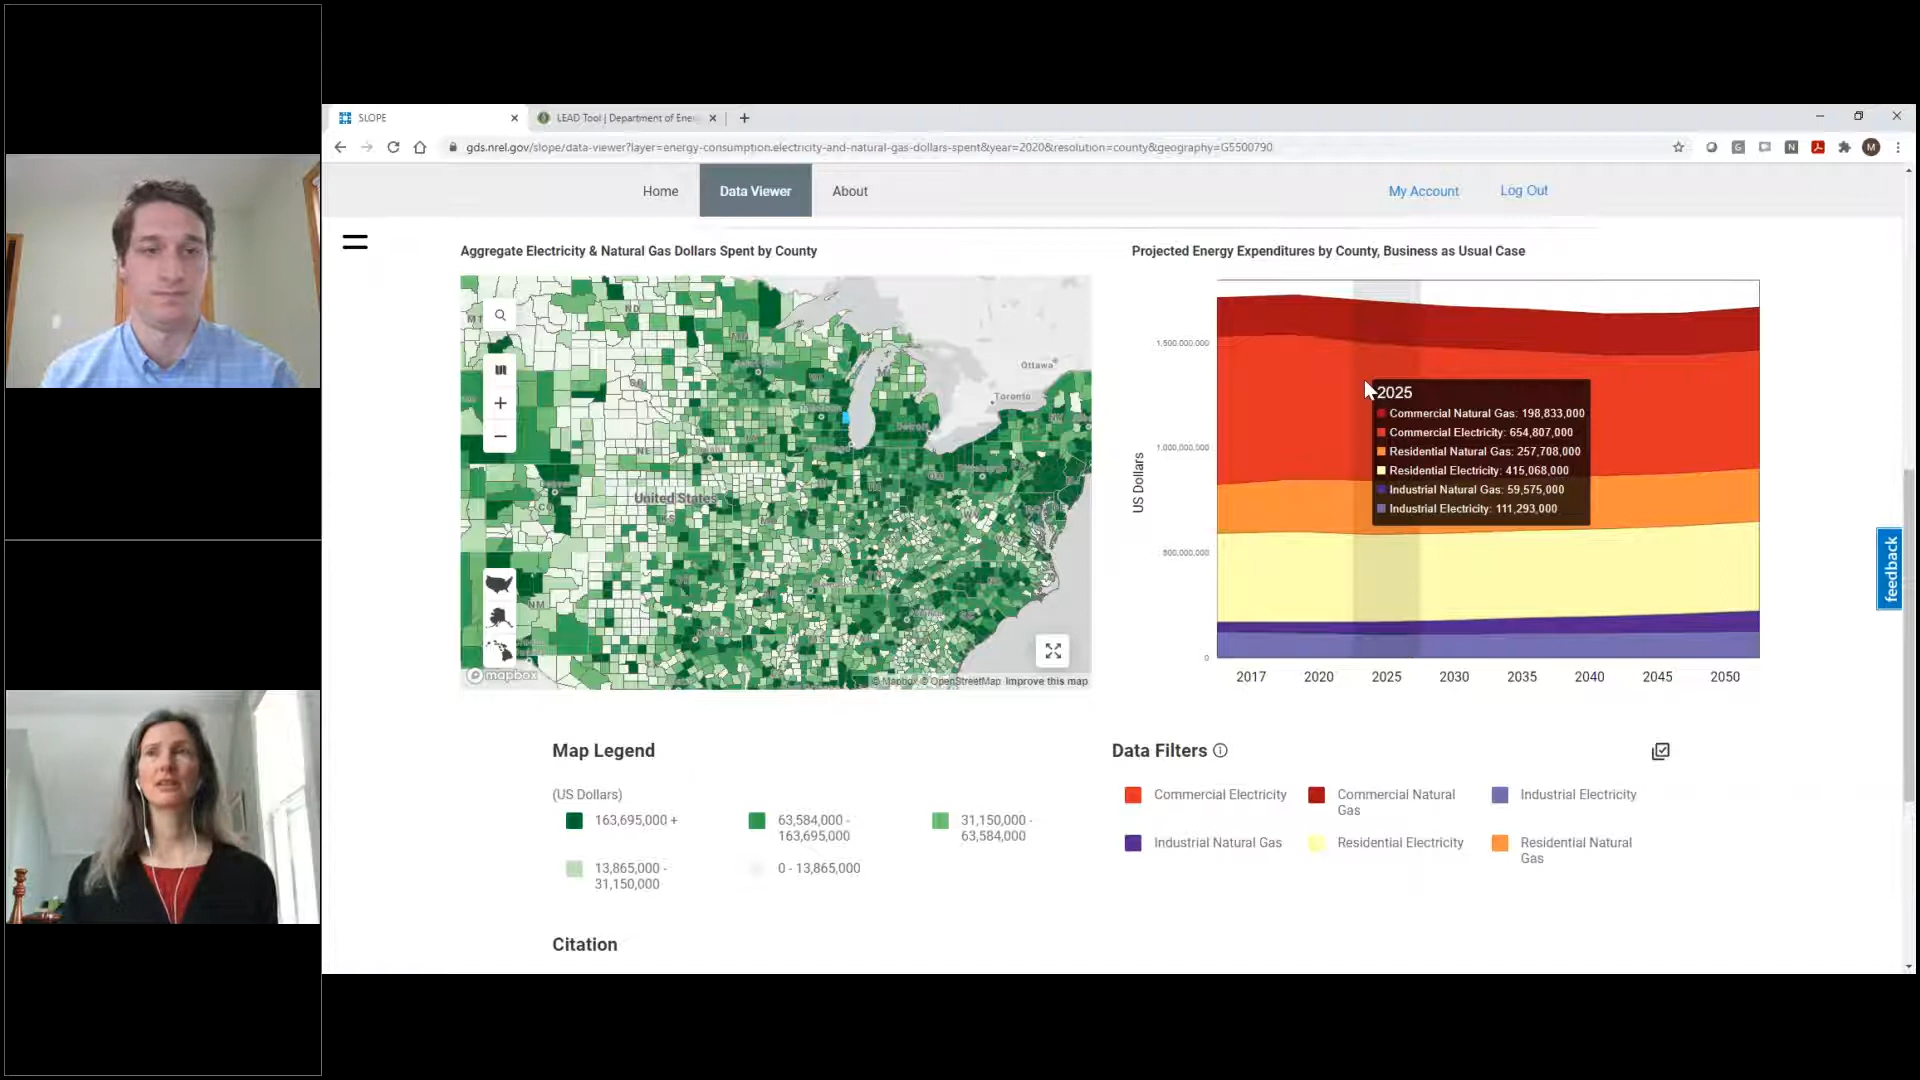 SLOPE
LEAD Tool | Department of Ener
gds.nrel.gov/slope/data-viewer?layer=energy-consumption.electricity-and-natural-gas-dollars-spent&year=2020&resolution=county&geography=G5500790
M
Home
Data Viewer
About
My Account
Log Out
Aggregate Electricity & Natural Gas Dollars Spent by County
MT
ND
Ottawa
Toronto
Detroit
NE
United States
CO
KS
NM
mapbox
© Mapbox © OpenStreetMap Improve this map
Projected Energy Expenditures by County, Business as Usual Case
US Dollars
1,500,000,000
1,000,000,000
500,000,000
0
2025
Commercial Natural Gas: 198,833,000
Commercial Electricity: 654,807,000
Residential Natural Gas: 257,708,000
Residential Electricity: 415,068,000
Industrial Natural Gas: 59,575,000
Industrial Electricity: 111,293,000
2017 2020 2025 2030 2035 2040 2045 2050
feedback
Map Legend
(US Dollars)
163,695,000 +
63,584,000 -
163,695,000
31,150,000 -
63,584,000
13,865,000 -
31,150,000
0 - 13,865,000
Data Filters
Commercial Electricity
Commercial Natural
Gas
Industrial Electricity
Industrial Natural Gas
Residential Electricity
Residential Natural
Gas
Citation